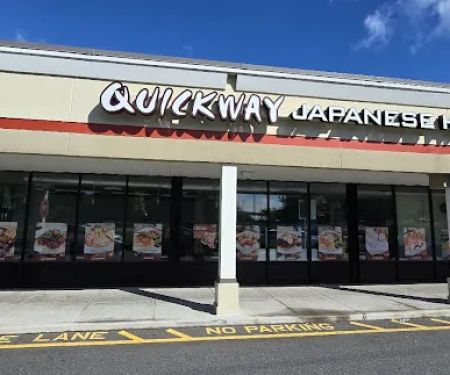 QUICKWAY JAPANESE H
E LANE NO PARKING